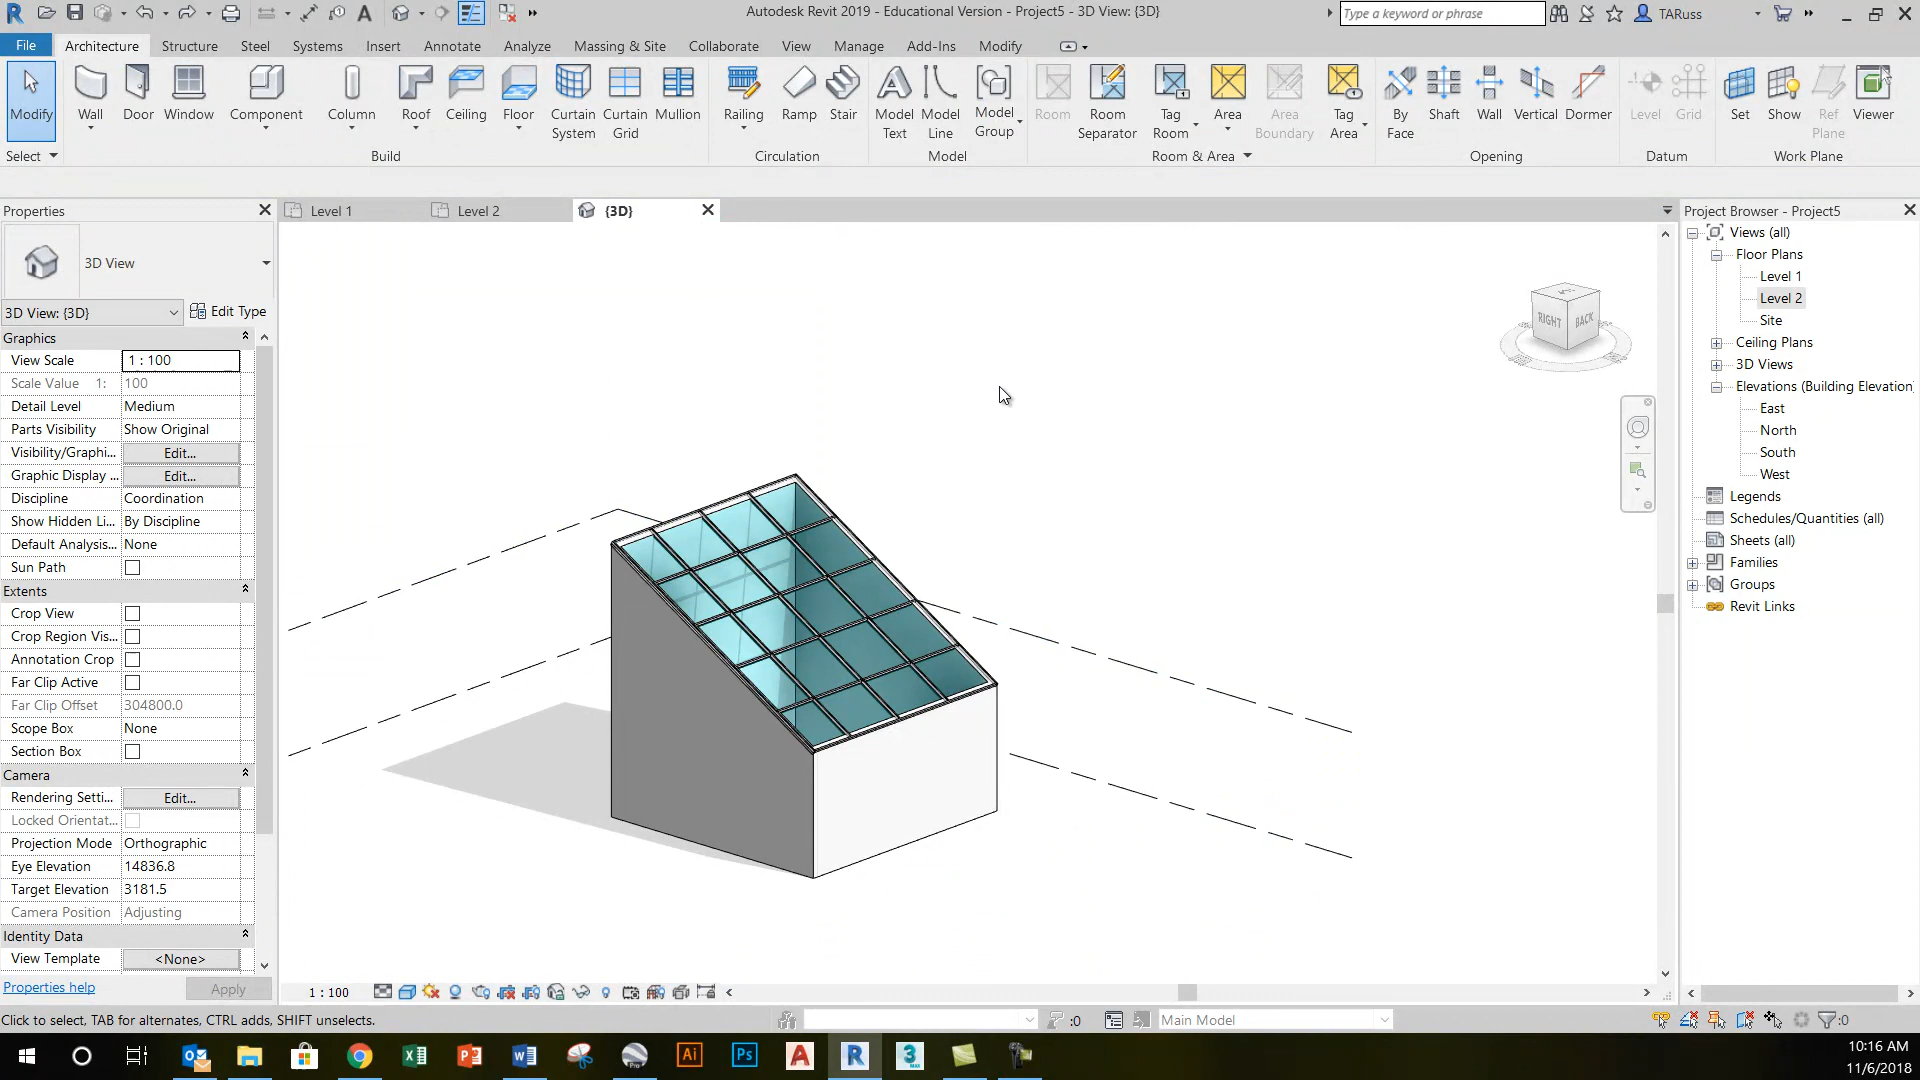 Autodesk Revit 2019 - Educational Version - Project5 - 3D View: {3D}
Type a keyword or phrase
TARuss
File Architecture Structure Steel Systems Insert Annotate Analyze Massing & Site Collaborate View Manage Add-Ins Modify
Modify Wall Door Window Component Column Roof Ceiling Floor Curtain System Curtain Grid Mullion Railing Ramp Stair Model Text Model Line Model Group Room Room Separator Tag Room Area Area Boundary Tag Area By Face Shaft Wall Vertical Dormer Level Grid Set Show Ref Plane Viewer
Select Build Circulation Model Room & Area Opening Datum Work Plane
Properties
Level 1 Level 2 {3D}
Project Browser - Project5
3D View
3D View: {3D} Edit Type
Graphics
View Scale 1 : 100
Scale Value 1: 100
Detail Level Medium
Parts Visibility Show Original
Visibility/Graphi... Edit...
Graphic Display ... Edit...
Discipline Coordination
Show Hidden Li... By Discipline
Default Analysis... None
Sun Path
Extents
Crop View
Crop Region Vis...
Annotation Crop
Far Clip Active
Far Clip Offset 304800.0
Scope Box None
Section Box
Camera
Rendering Setti... Edit...
Locked Orientat...
Projection Mode Orthographic
Eye Elevation 14836.8
Target Elevation 3181.5
Camera Position Adjusting
Identity Data
View Template <None>
Properties help Apply
RIGHT BACK
Views (all)
Floor Plans
Level 1
Level 2
Site
Ceiling Plans
3D Views
Elevations (Building Elevation)
East
North
South
West
Legends
Schedules/Quantities (all)
Sheets (all)
Families
Groups
Revit Links
1 : 100
Click to select, TAB for alternates, CTRL adds, SHIFT unselects.
:0
Main Model
:0
Ai Ps A R 3
10:16 AM
11/6/2018